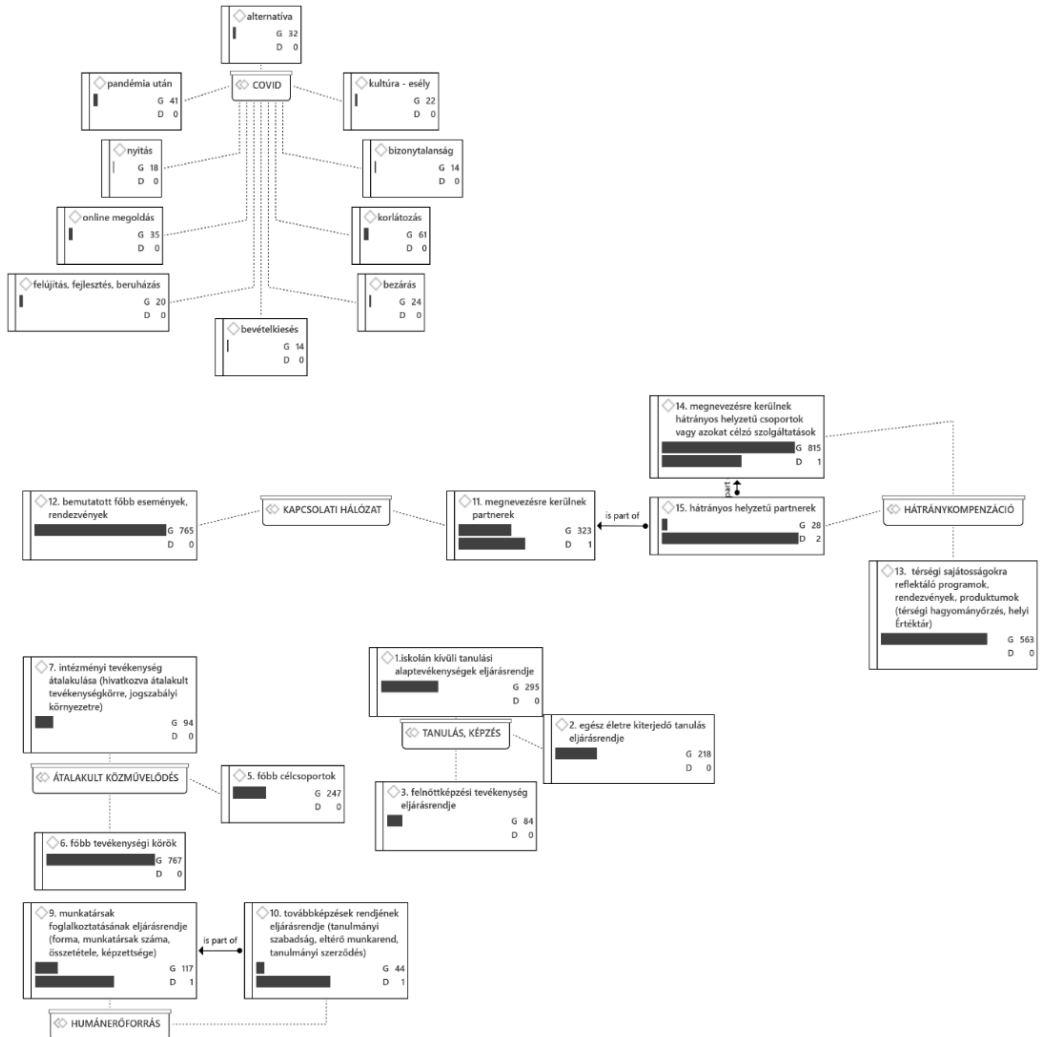 alternatíva
G 32
D 0
COVID
pandémia után
G 41
D 0
kultúra - esély
G 22
D 0
nyitás
G 18
D 0
bizonytalanság
G 14
D 0
online megoldás
G 35
D 0
korlátozás
G 61
D 0
felújítás, fejlesztés, beruházás
G 20
D 0
bezárás
G 24
D 0
bevételkiesés
G 14
D 0
14. megnevezésre kerülnek
hátrányos helyzetű csoportok
vagy azokat célzó szolgáltatások
G 815
D 1
part
12. bemutatott főbb események,
rendezvények
G 765
D 0
KAPCSOLATI HÁLÓZAT
11. megnevezésre kerülnek
partnerek
G 323
D 1
is part of
15. hátrányos helyzetű partnerek
G 28
D 2
HÁTRÁNYKOMPENZÁCIÓ
13. térségi sajátosságokra
reflektáló programok,
rendezvények, produktumok
(térségi hagyományőrzés, helyi
Értéktár)
G 563
D 0
7. intézményi tevékenység
átalakulása (hivatkozva átalakult
tevékenységkörre, jogszabályi
környezetre)
G 94
D 0
1.iskolán kívüli tanulási
alaptevékenységek eljárásrendje
G 295
D 0
TANULÁS, KÉPZÉS
2. egész életre kiterjedő tanulás
eljárásrendje
G 218
D 0
ÁTALAKULT KÖZMŰVELŐDÉS
5. főbb célcsoportok
G 247
D 0
3. felnőttképzési tevékenység
eljárásrendje
G 84
D 0
6. főbb tevékenységi körök
G 767
D 0
9. munkatársak
foglalkoztatásának eljárásrendje
(forma, munkatársak száma,
összetétele, képzettsége)
G 117
D 1
is part of
10. továbbképzések rendjének
eljárásrendje (tanulmányi
szabadság, eltérő munkarend,
tanulmányi szerződés)
G 44
D 1
HUMÁNERŐFORRÁS